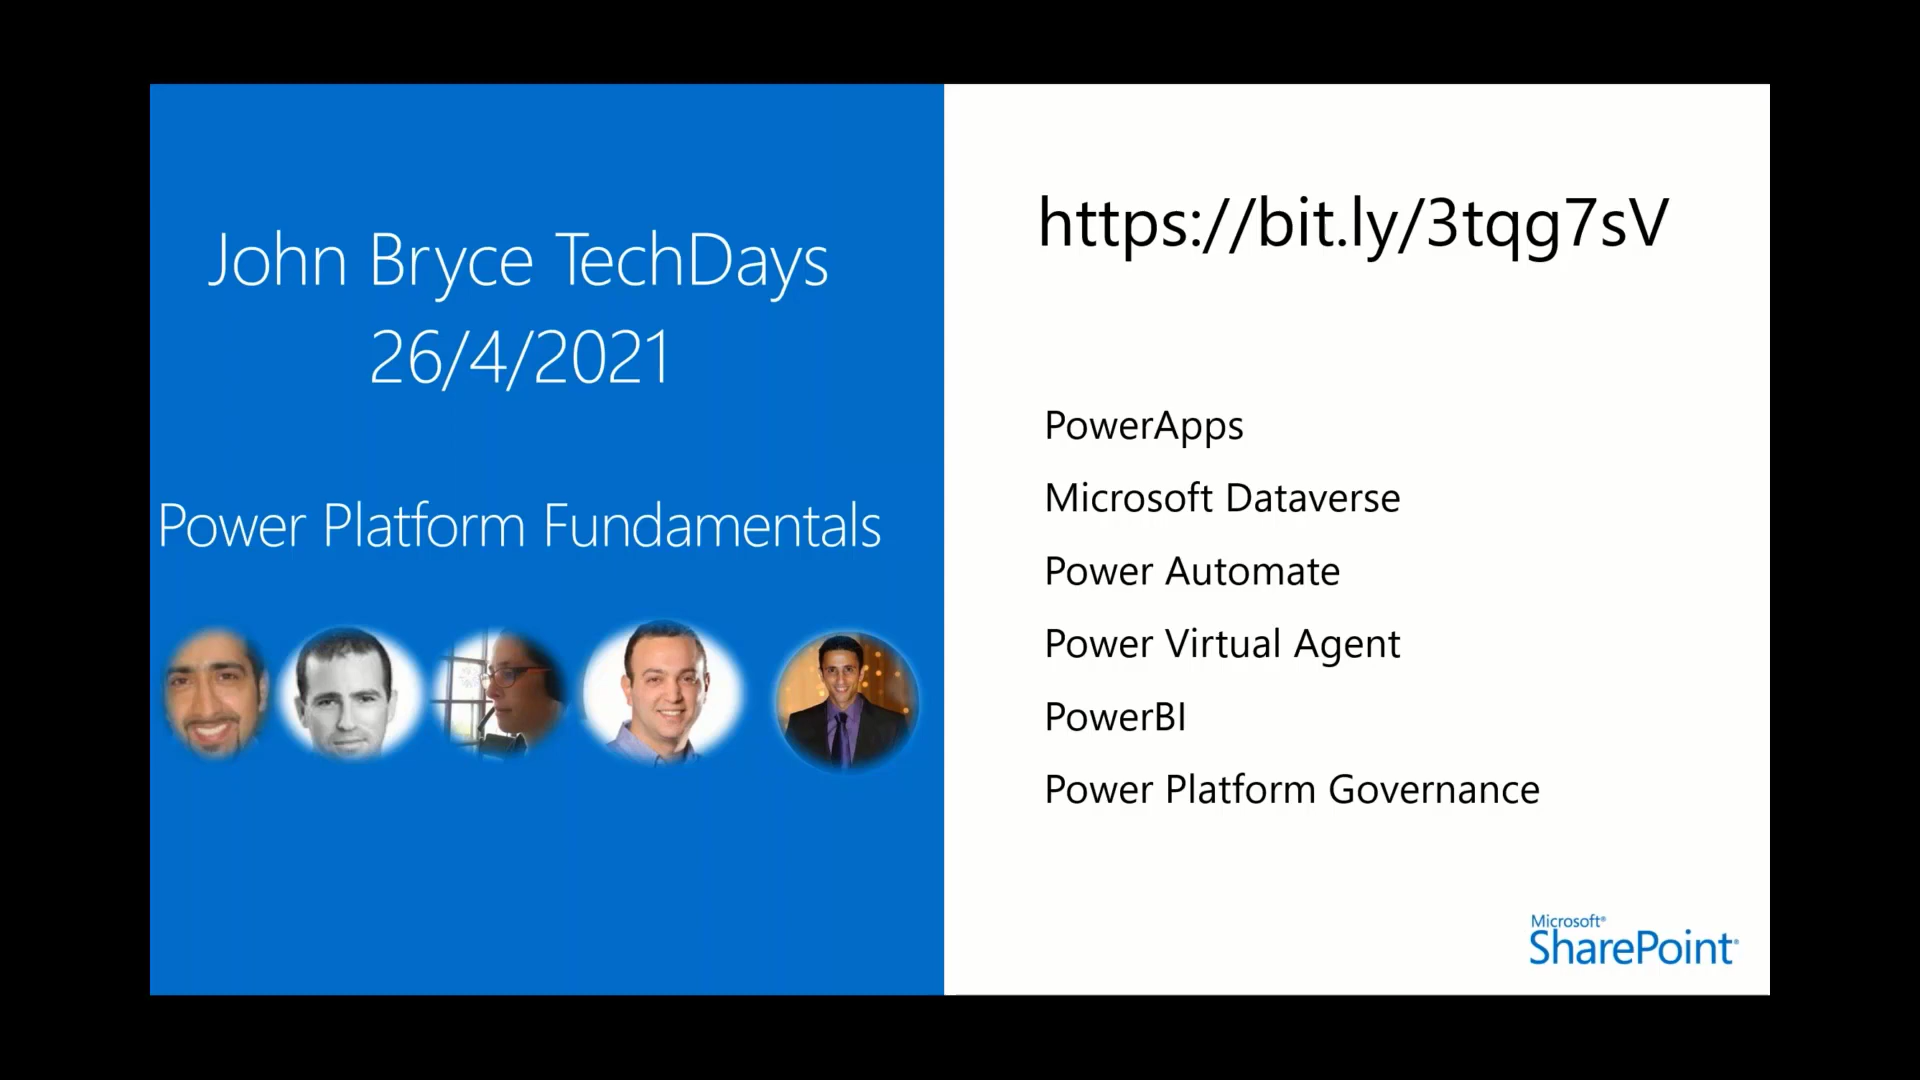 John Bryce TechDays
26/4/2021
Power Platform Fundamentals
https://bit.ly/3tqg7sV
PowerApps
Microsoft Dataverse
Power Automate
Power Virtual Agent
PowerBI
Power Platform Governance
Microsoft®
SharePoint®